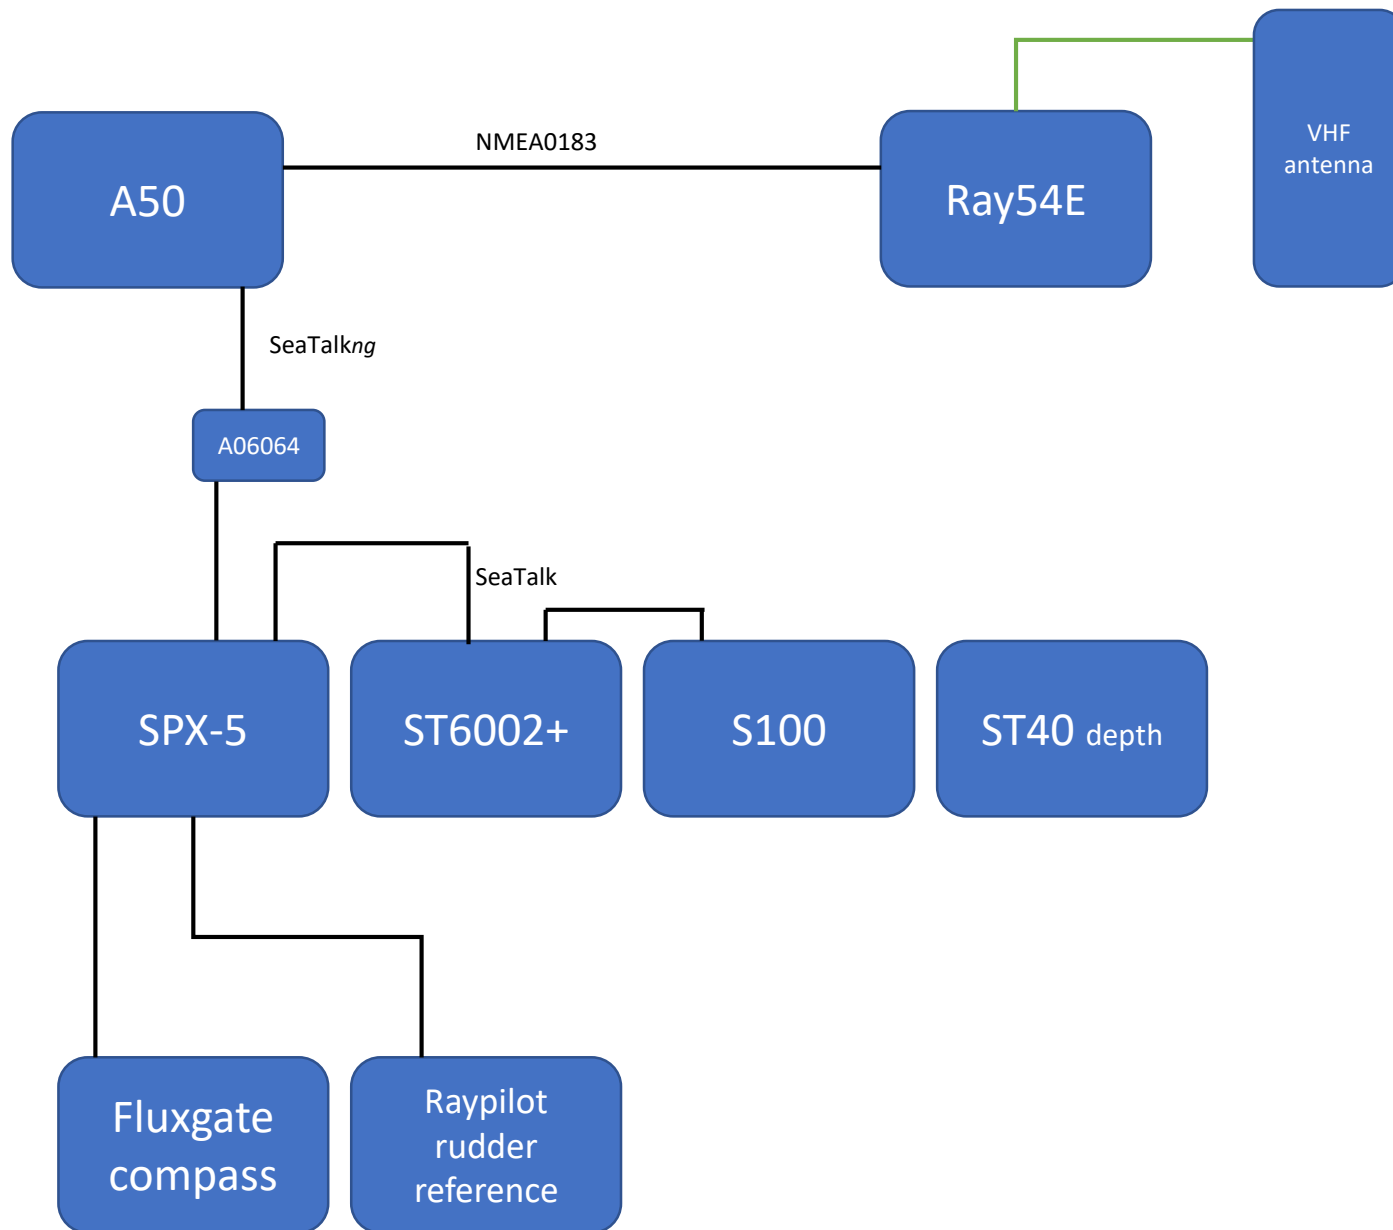 VHF
antenna
NMEA0183
A50
Ray54E
SeaTalkng
A06064
SeaTalk
SPX-5
ST6002+
S100
ST40 depth
Fluxgate
compass
Raypilot
rudder
reference